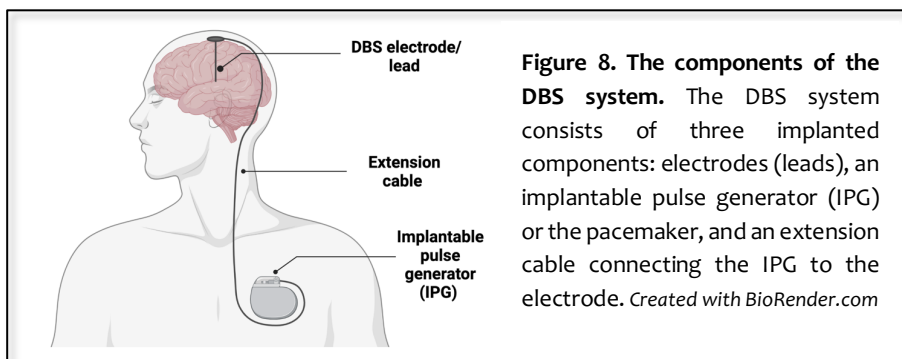 DBS electrode/
lead
Extension
cable
Implantable
pulse
generator
(IPG)
Figure 8. The components of the
DBS system. The DBS system
consists of three implanted
components: electrodes (leads), an
implantable pulse generator (IPG)
or the pacemaker, and an extension
cable connecting the IPG to the
electrode. Created with BioRender.com